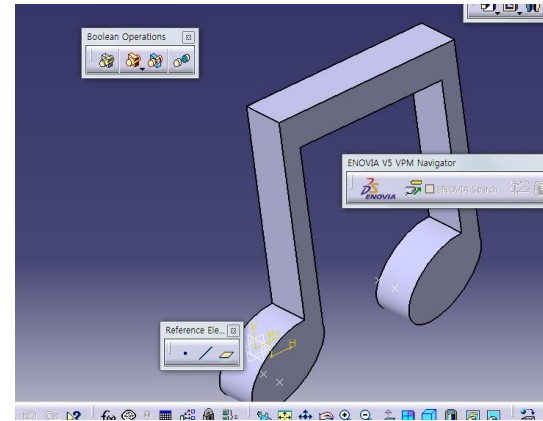 Boolean Operations
ENOVIA V5 VPM Navigator
ENOVIA
ENOVIA Search...
Reference Ele...
H
f(x)